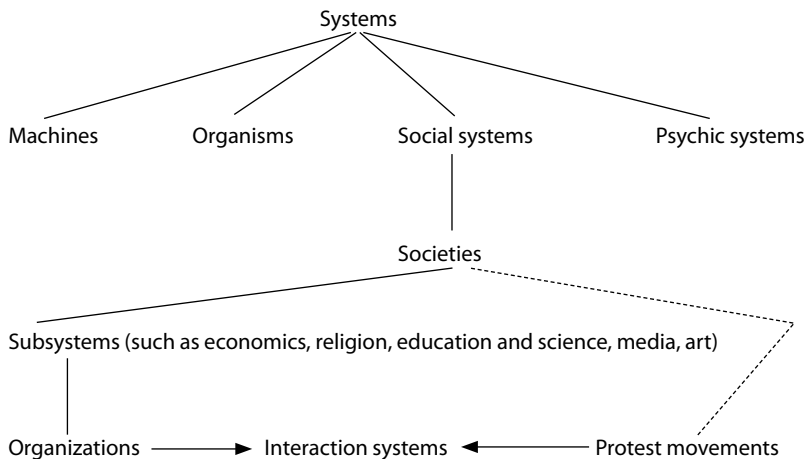 Systems
Machines Organisms Social systems Psychic systems
Societies
Subsystems (such as economics, religion, education and science, media, art)
Organizations Interaction systems Protest movements